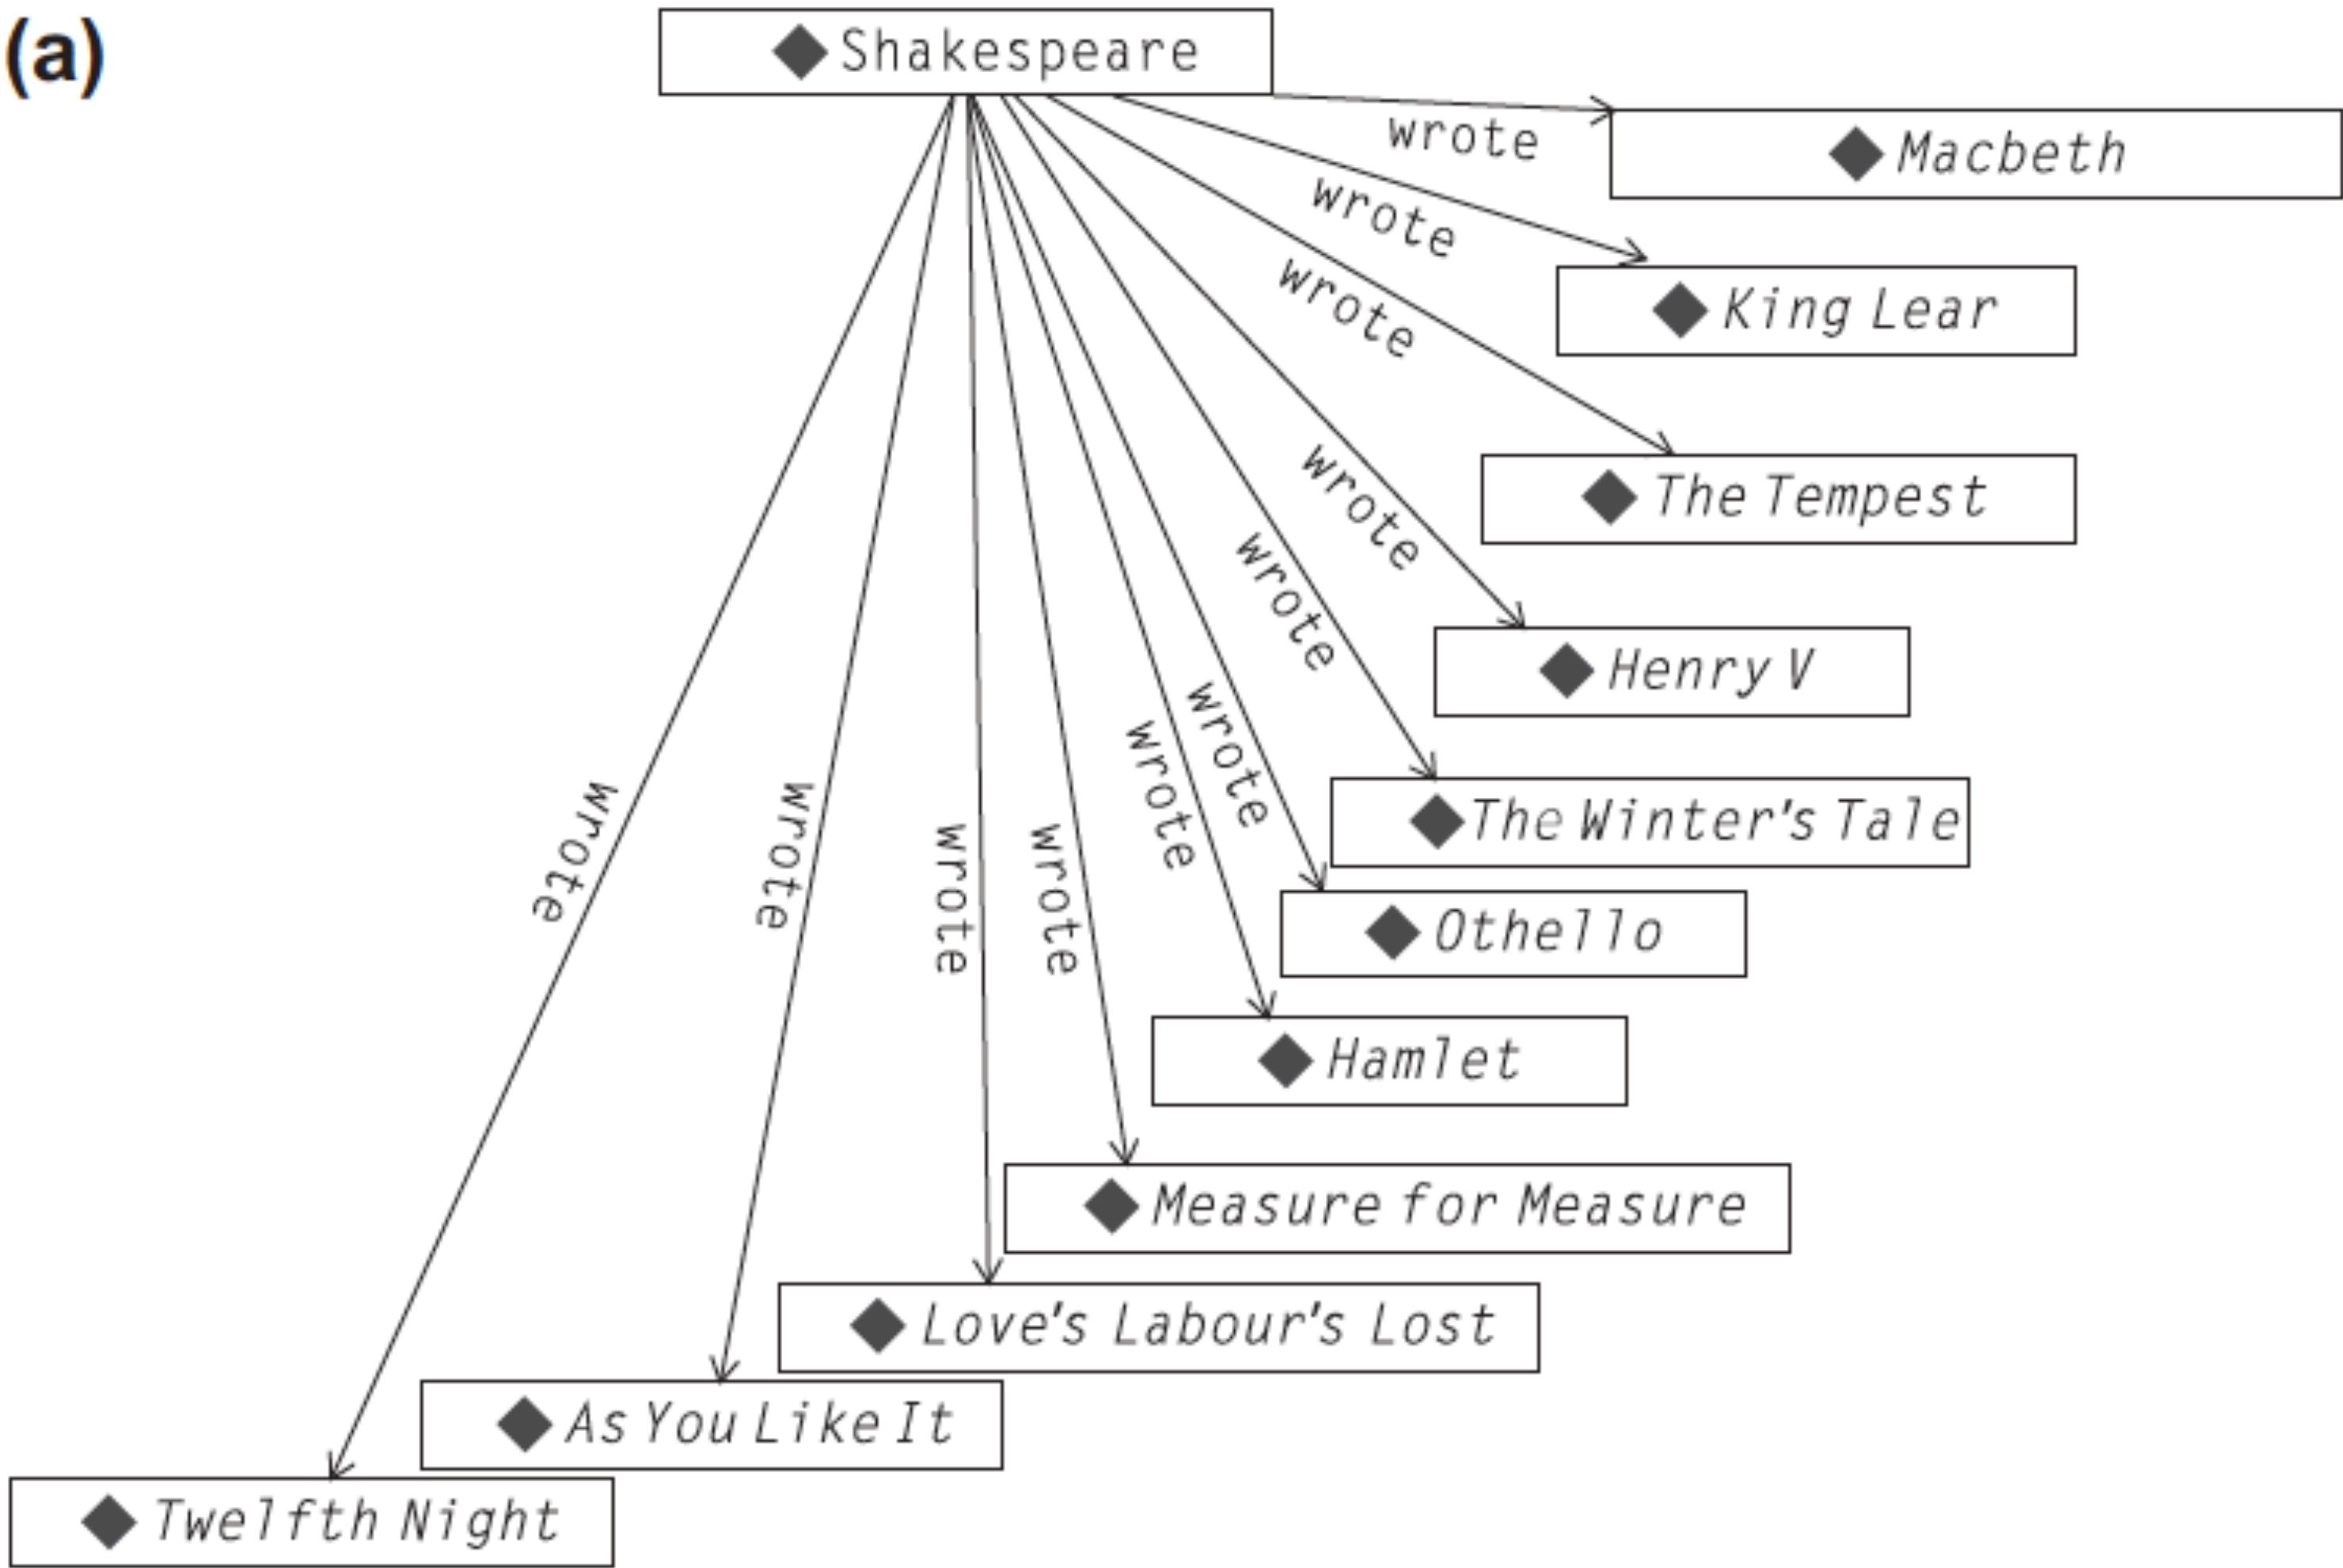 (a)
Shakespeare
wrote
Macbeth
wrote
King Lear
wrote
The Tempest
wrote
Henry V
wrote
The Winter's Tale
wrote
Othello
wrote
Hamlet
wrote
Measure for Measure
wrote
Love's Labour's Lost
wrote
As You Like It
wrote
Twelfth Night